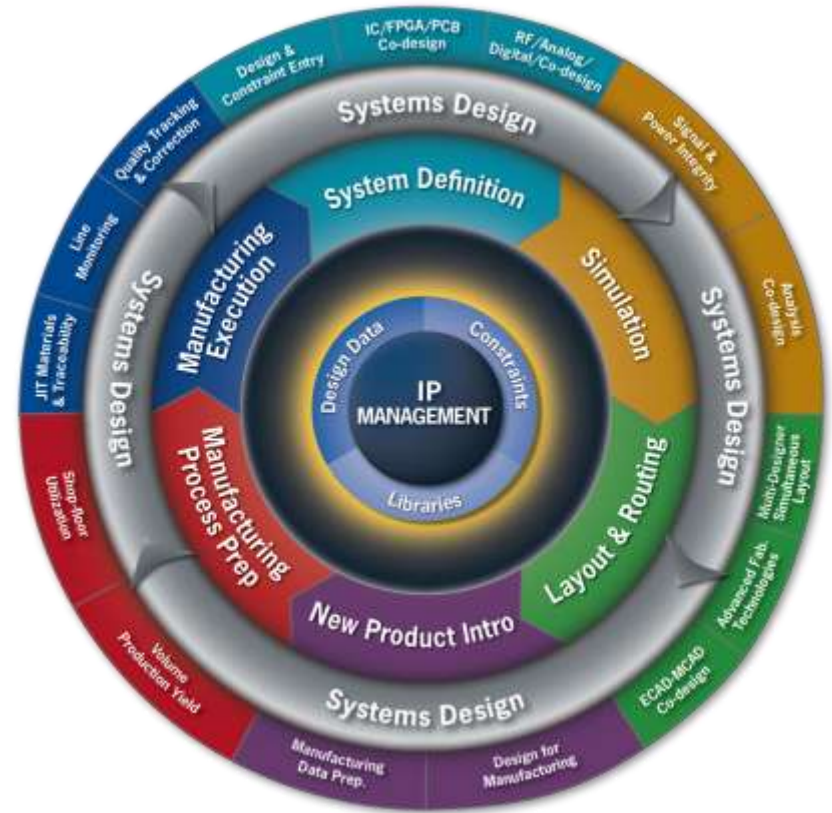 IC/FPGA/PCB
Co-design
RF/Analog/
Digital/Co-design
Signal &
Power Integrity
Analysis
Co-design
Multi-Designer
Simultaneous
Layout
Advanced Fab.
Technologies
ECAD-MCAD
Co-design
Design for
Manufacturing
Manufacturing
Data Prep.
Volume
Production Yield
Shop-floor
Utilization
JIT Materials
& Traceability
Line
Monitoring
Quality Tracking
& Correction
Design &
Constraint Entry
Systems Design
Systems Design
Systems Design
Systems Design
System Definition
Simulation
Layout & Routing
New Product Intro
Manufacturing
Process Prep
Manufacturing
Execution
Design Data
Constraints
Libraries
IP
MANAGEMENT